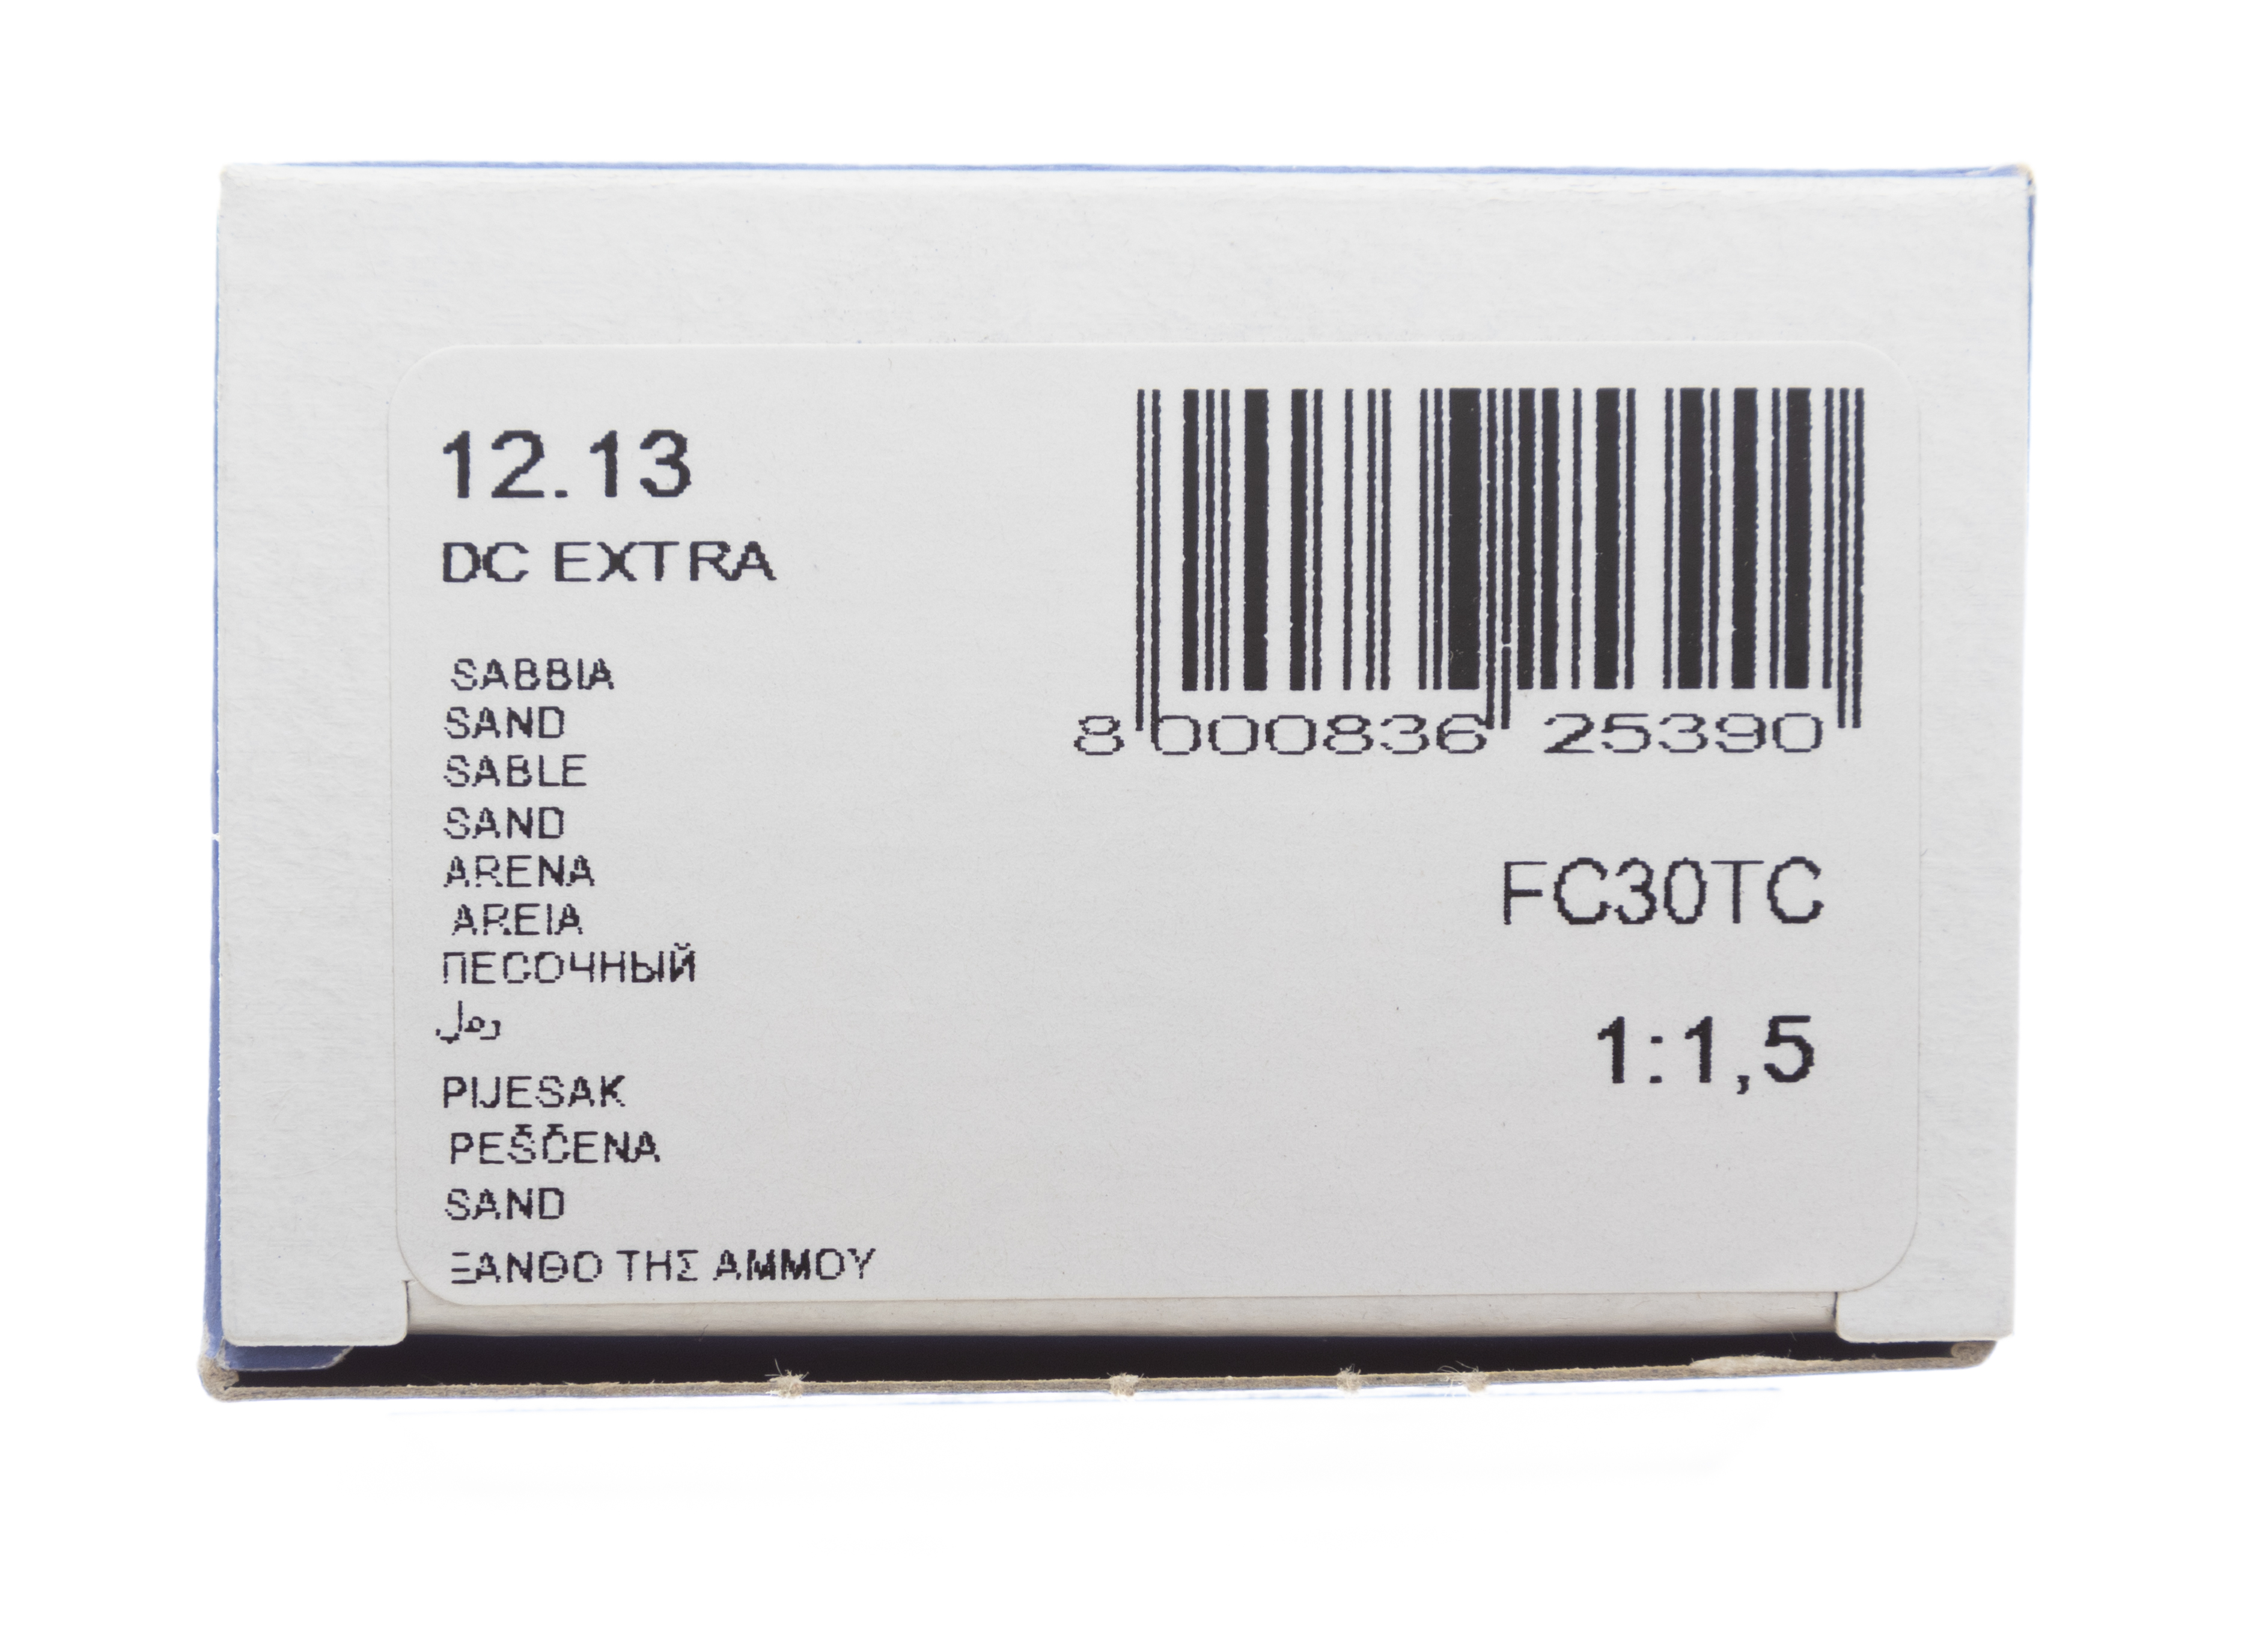 12.13
DC EXTRA
SABBIA
SAND
SABLE
SAND
ARENA
AREIA
ПЕСОЧНЫЙ
رمل
PIJESAK
PEŠČENA
SAND
ΞΑΝΘΟ ΤΗΣ ΑΜΜΟΥ
8 000836 25390
FC30TC
1:1,5